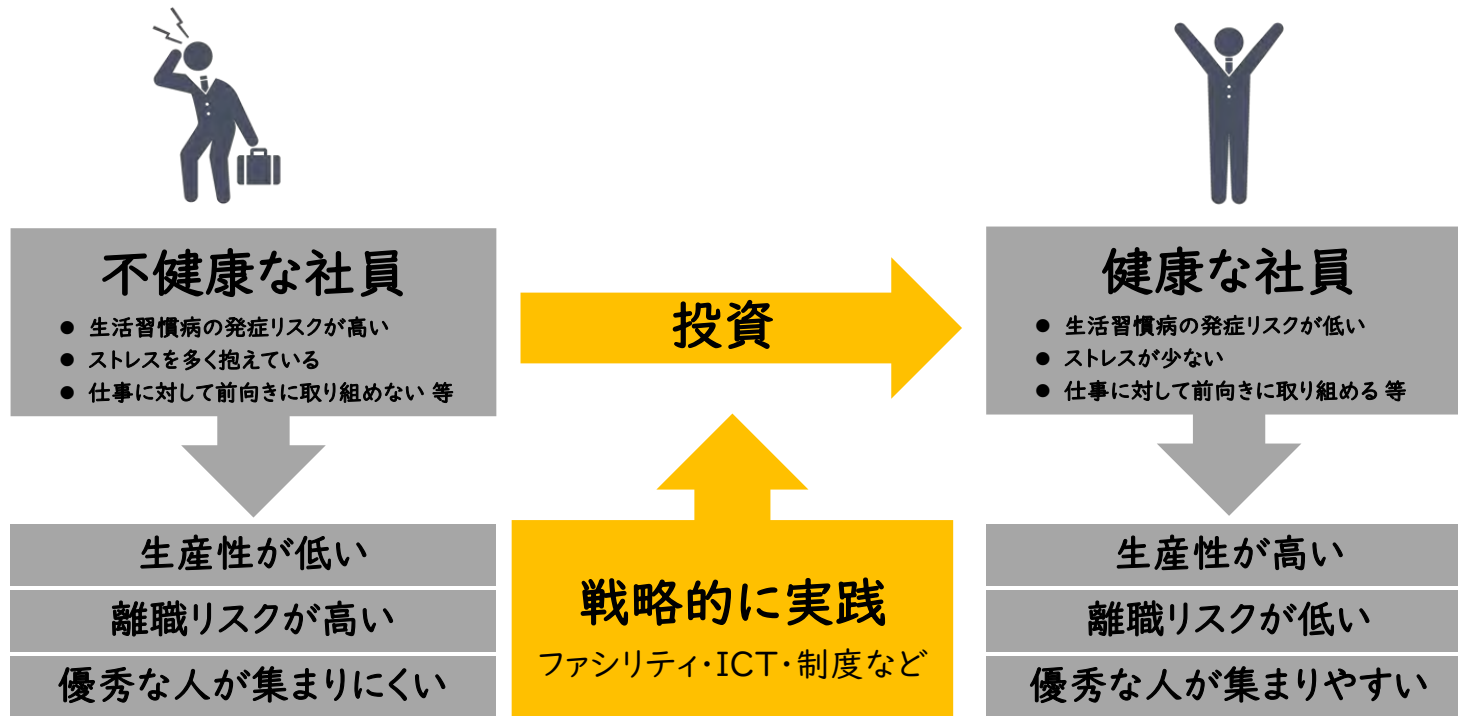 不健康な社員
● 生活習慣病の発症リスクが高い
● ストレスを多く抱えている
● 仕事に対して前向きに取り組めない 等
生産性が低い
離職リスクが高い
優秀な人が集まりにくい
投資
戦略的に実践
ファシリティ・ICT・制度など
健康な社員
● 生活習慣病の発症リスクが低い
● ストレスが少ない
● 仕事に対して前向きに取り組める 等
生産性が高い
離職リスクが低い
優秀な人が集まりやすい